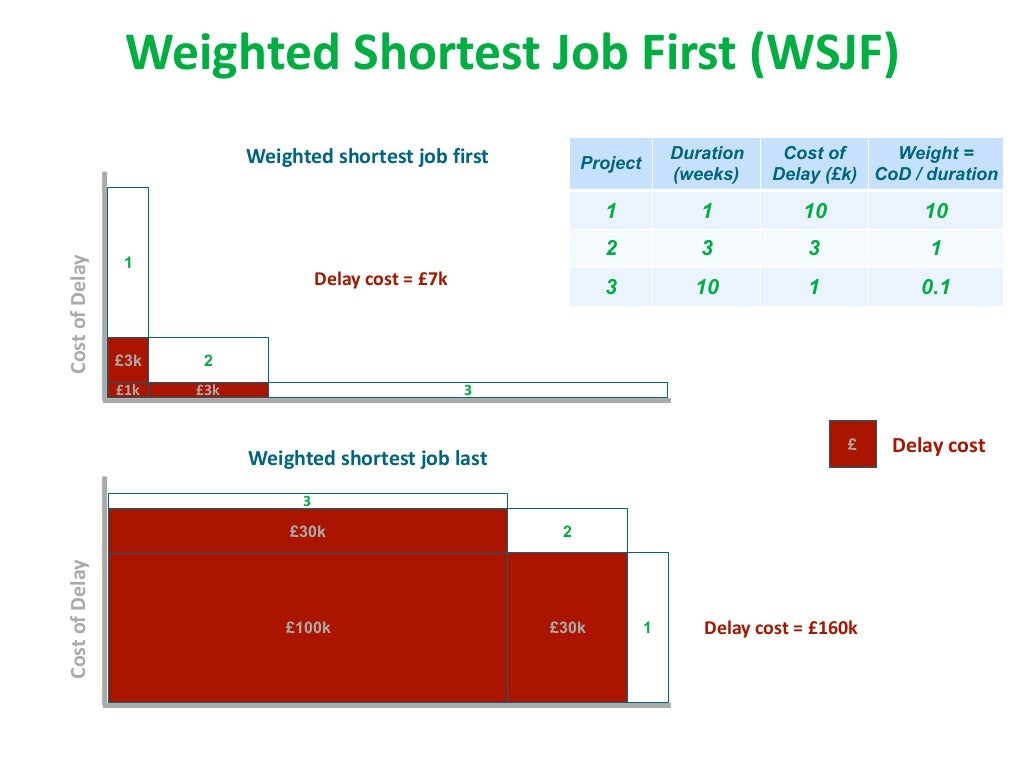 Weighted Shortest Job First (WSJF)
Weighted shortest job first
Cost of Delay
1
Delay cost = £7k
£3k
2
£1k
£3k
3
Project
Duration
(weeks)
Cost of
Delay (£k)
Weight =
CoD / duration
1 1 10 10
2 3 3 1
3 10 1 0.1
£
Delay cost
Weighted shortest job last
Cost of Delay
3
£30k
2
£100k
£30k
1
Delay cost = £160k